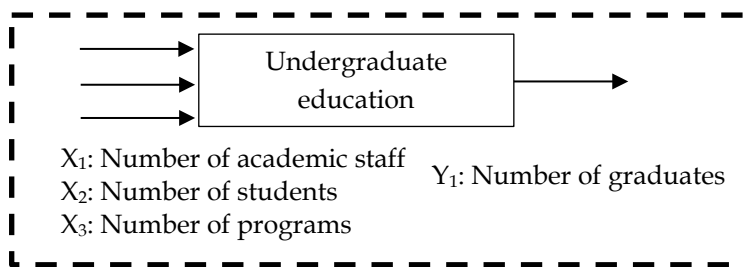 Undergraduate
education
X₁: Number of academic staff
X₂: Number of students
X₃: Number of programs
Y₁: Number of graduates